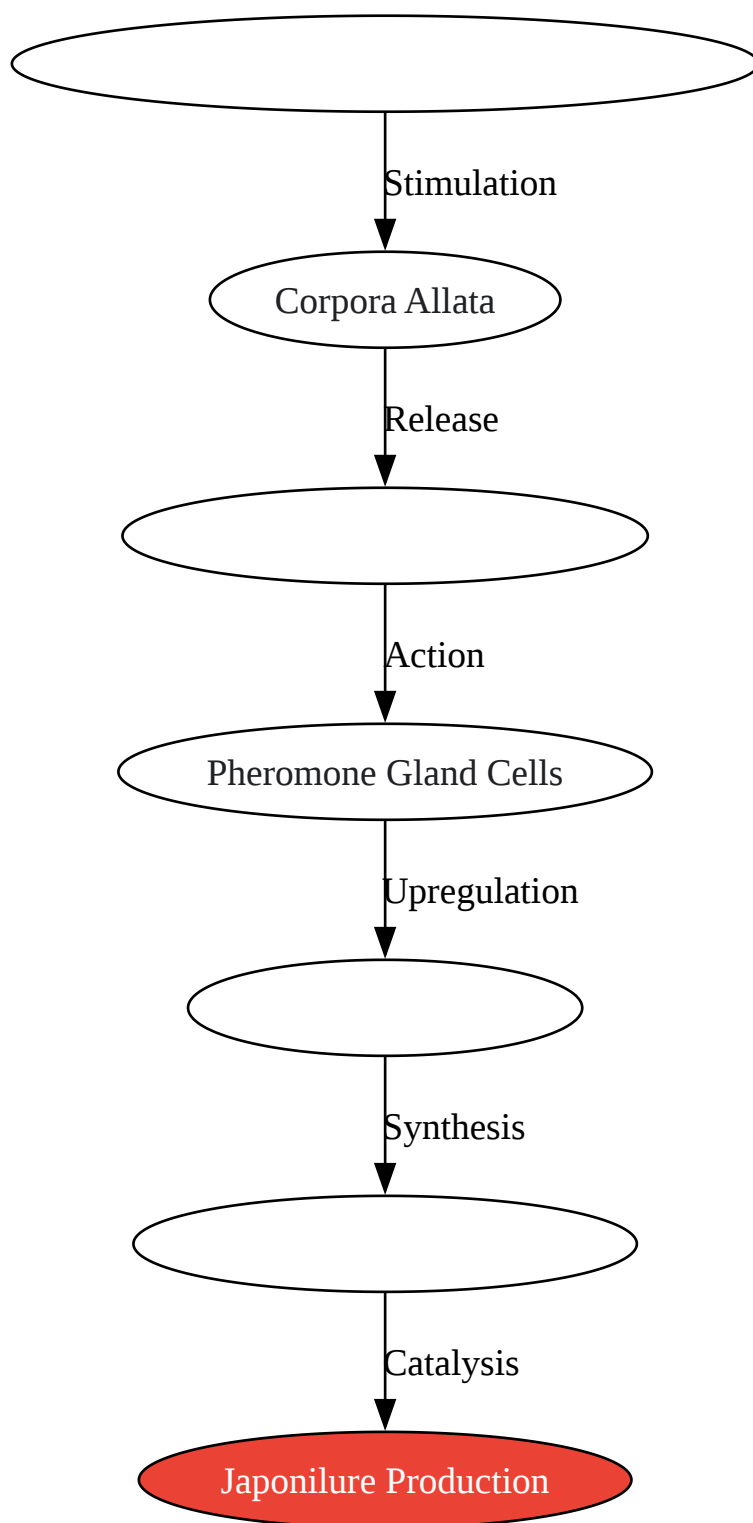 Stimulation
Corpora Allata
Release
Action
Pheromone Gland Cells
Upregulation
Synthesis
Catalysis
Japonilure Production